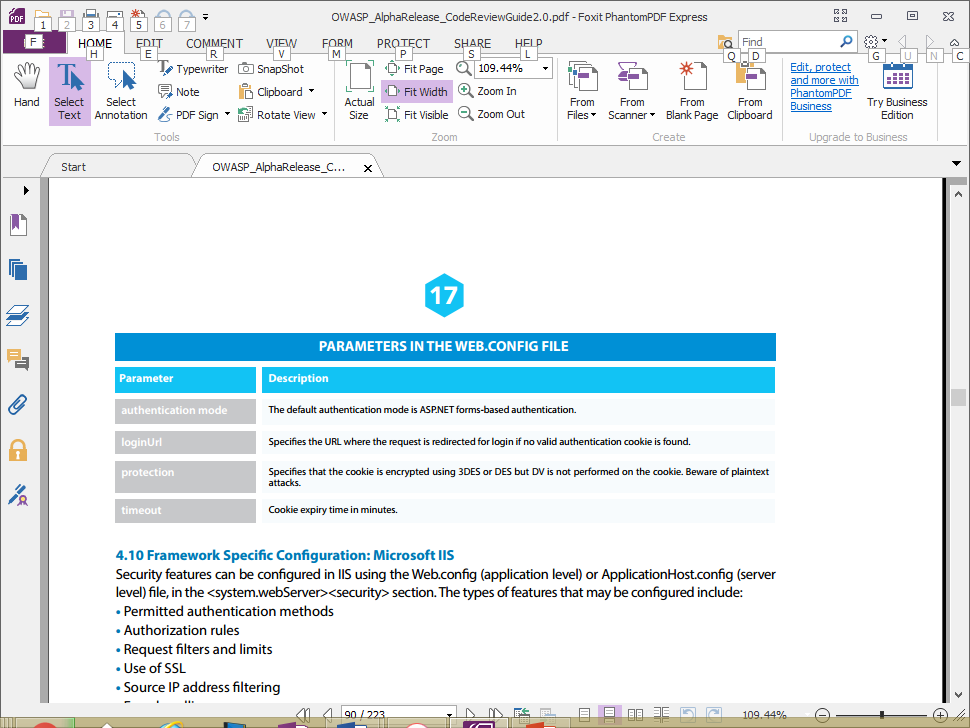 OWASP_AlphaRelease_CodeReviewGuide2.0.pdf - Foxit PhantomPDF Express
PDF
1 2 3 4 5 6 7
F
HOME EDIT COMMENT VIEW FORM PROTECT SHARE HELP
Find
H E R V M P S L Q D G U N C
Hand
Select Text
Select Annotation
Typewriter
Note
PDF Sign
SnapShot
Clipboard
Rotate View
Tools
Actual Size
Fit Page
Fit Width
Fit Visible
109.44%
Zoom In
Zoom Out
Zoom
From Files
From Scanner
From Blank Page
From Clipboard
Create
Edit, protect
and more with
PhantomPDF
Business
Try Business
Edition
Upgrade to Business
Start
OWASP_AlphaRelease_C...
17
PARAMETERS IN THE WEB.CONFIG FILE
Parameter Description
authentication mode The default authentication mode is ASP.NET forms-based authentication.
loginUrl Specifies the URL where the request is redirected for login if no valid authentication cookie is found.
protection Specifies that the cookie is encrypted using 3DES or DES but DV is not performed on the cookie. Beware of plaintext
attacks.
timeout Cookie expiry time in minutes.
4.10 Framework Specific Configuration: Microsoft IIS
Security features can be configured in IIS using the Web.config (application level) or ApplicationHost.config (server
level) file, in the <system.webServer><security> section. The types of features that may be configured include:
• Permitted authentication methods
• Authorization rules
• Request filters and limits
• Use of SSL
• Source IP address filtering
90 / 223
109.44%